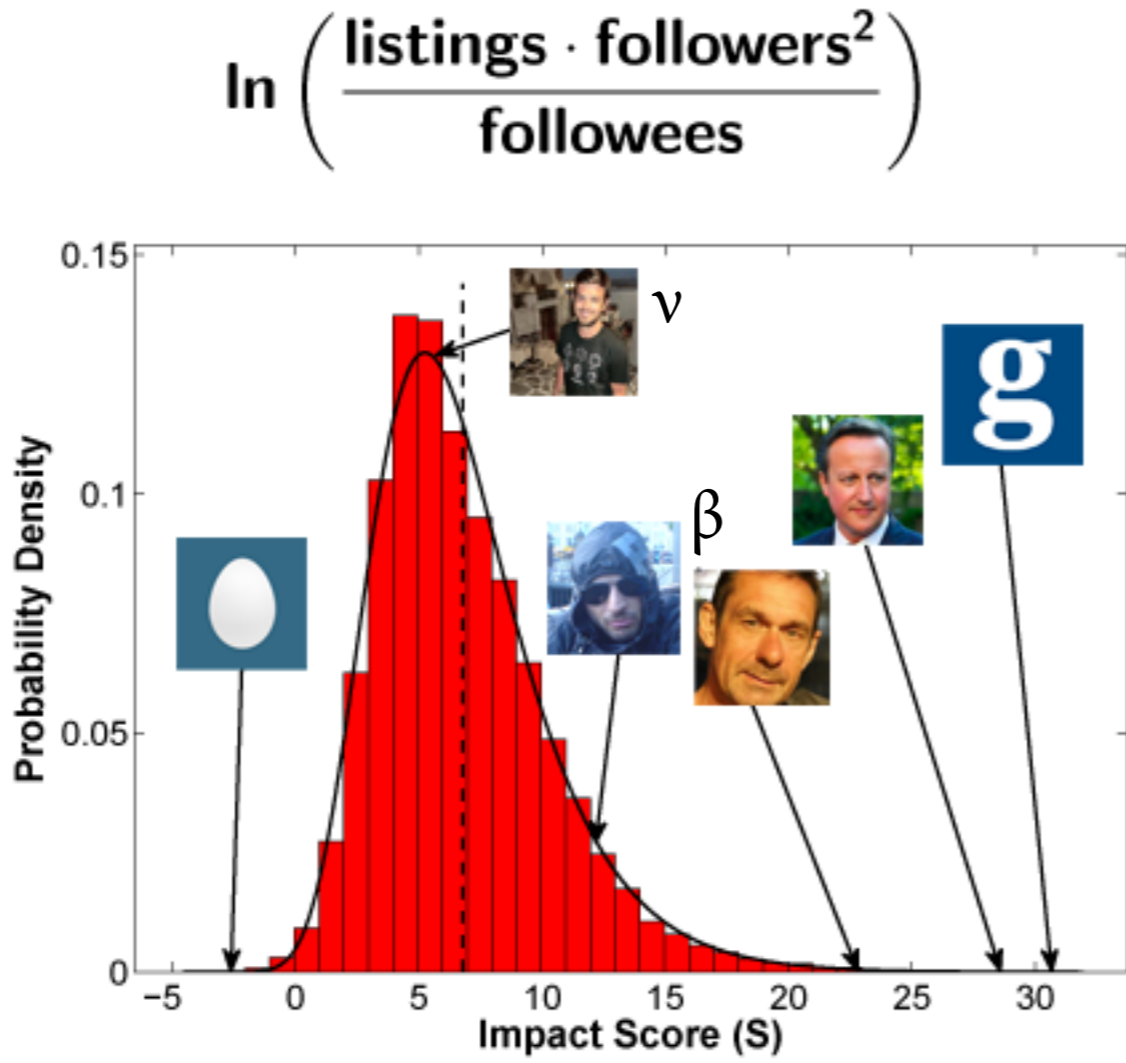 ln ( listings · followers² / followees )
0.15
ν
g
0.1
β
0.05
0
Probability Density
−5 0 5 10 15 20 25 30
Impact Score (S)